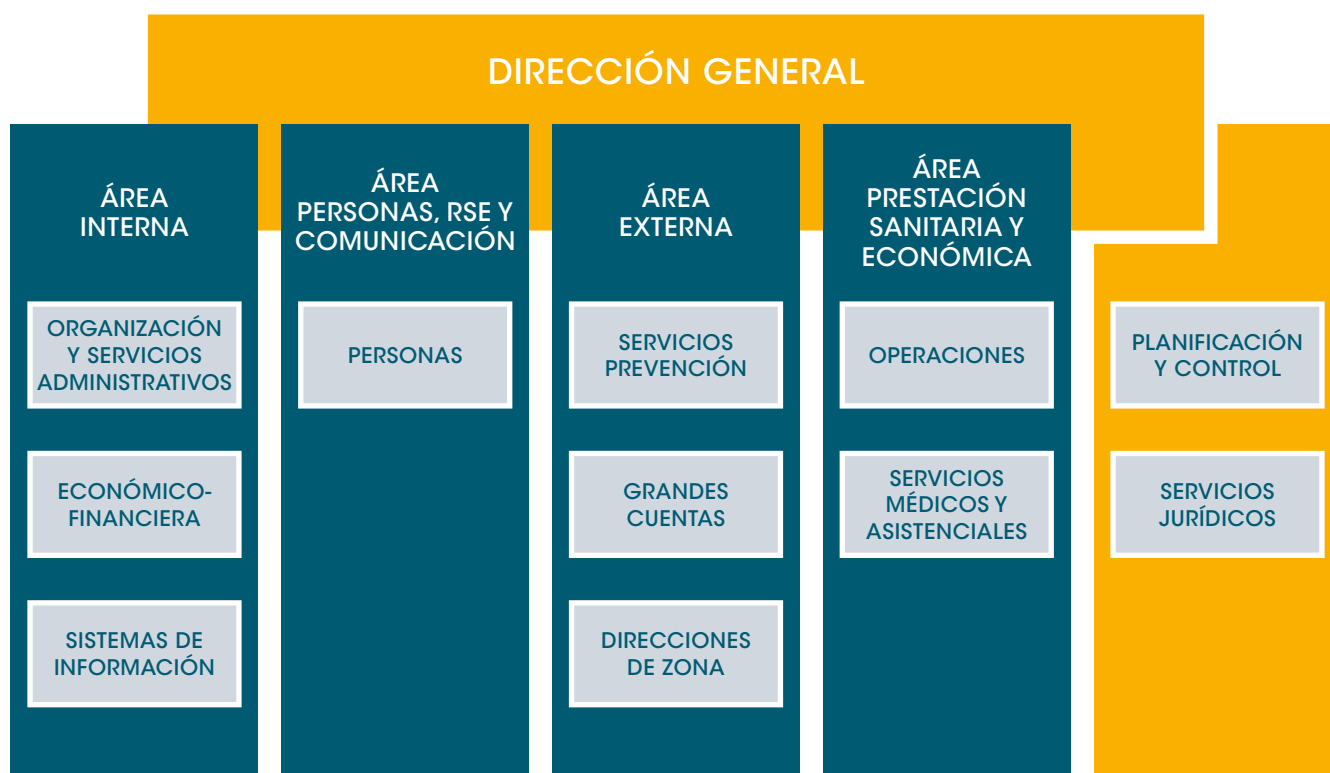 DIRECCIÓN GENERAL
ÁREA
INTERNA
ORGANIZACIÓN
Y SERVICIOS
ADMINISTRATIVOS
ECONÓMICO-
FINANCIERA
SISTEMAS DE
INFORMACIÓN
ÁREA
PERSONAS, RSE Y
COMUNICACIÓN
PERSONAS
ÁREA
EXTERNA
SERVICIOS
PREVENCIÓN
GRANDES
CUENTAS
DIRECCIONES
DE ZONA
ÁREA
PRESTACIÓN
SANITARIA Y
ECONÓMICA
OPERACIONES
SERVICIOS
MÉDICOS Y
ASISTENCIALES
PLANIFICACIÓN
Y CONTROL
SERVICIOS
JURÍDICOS